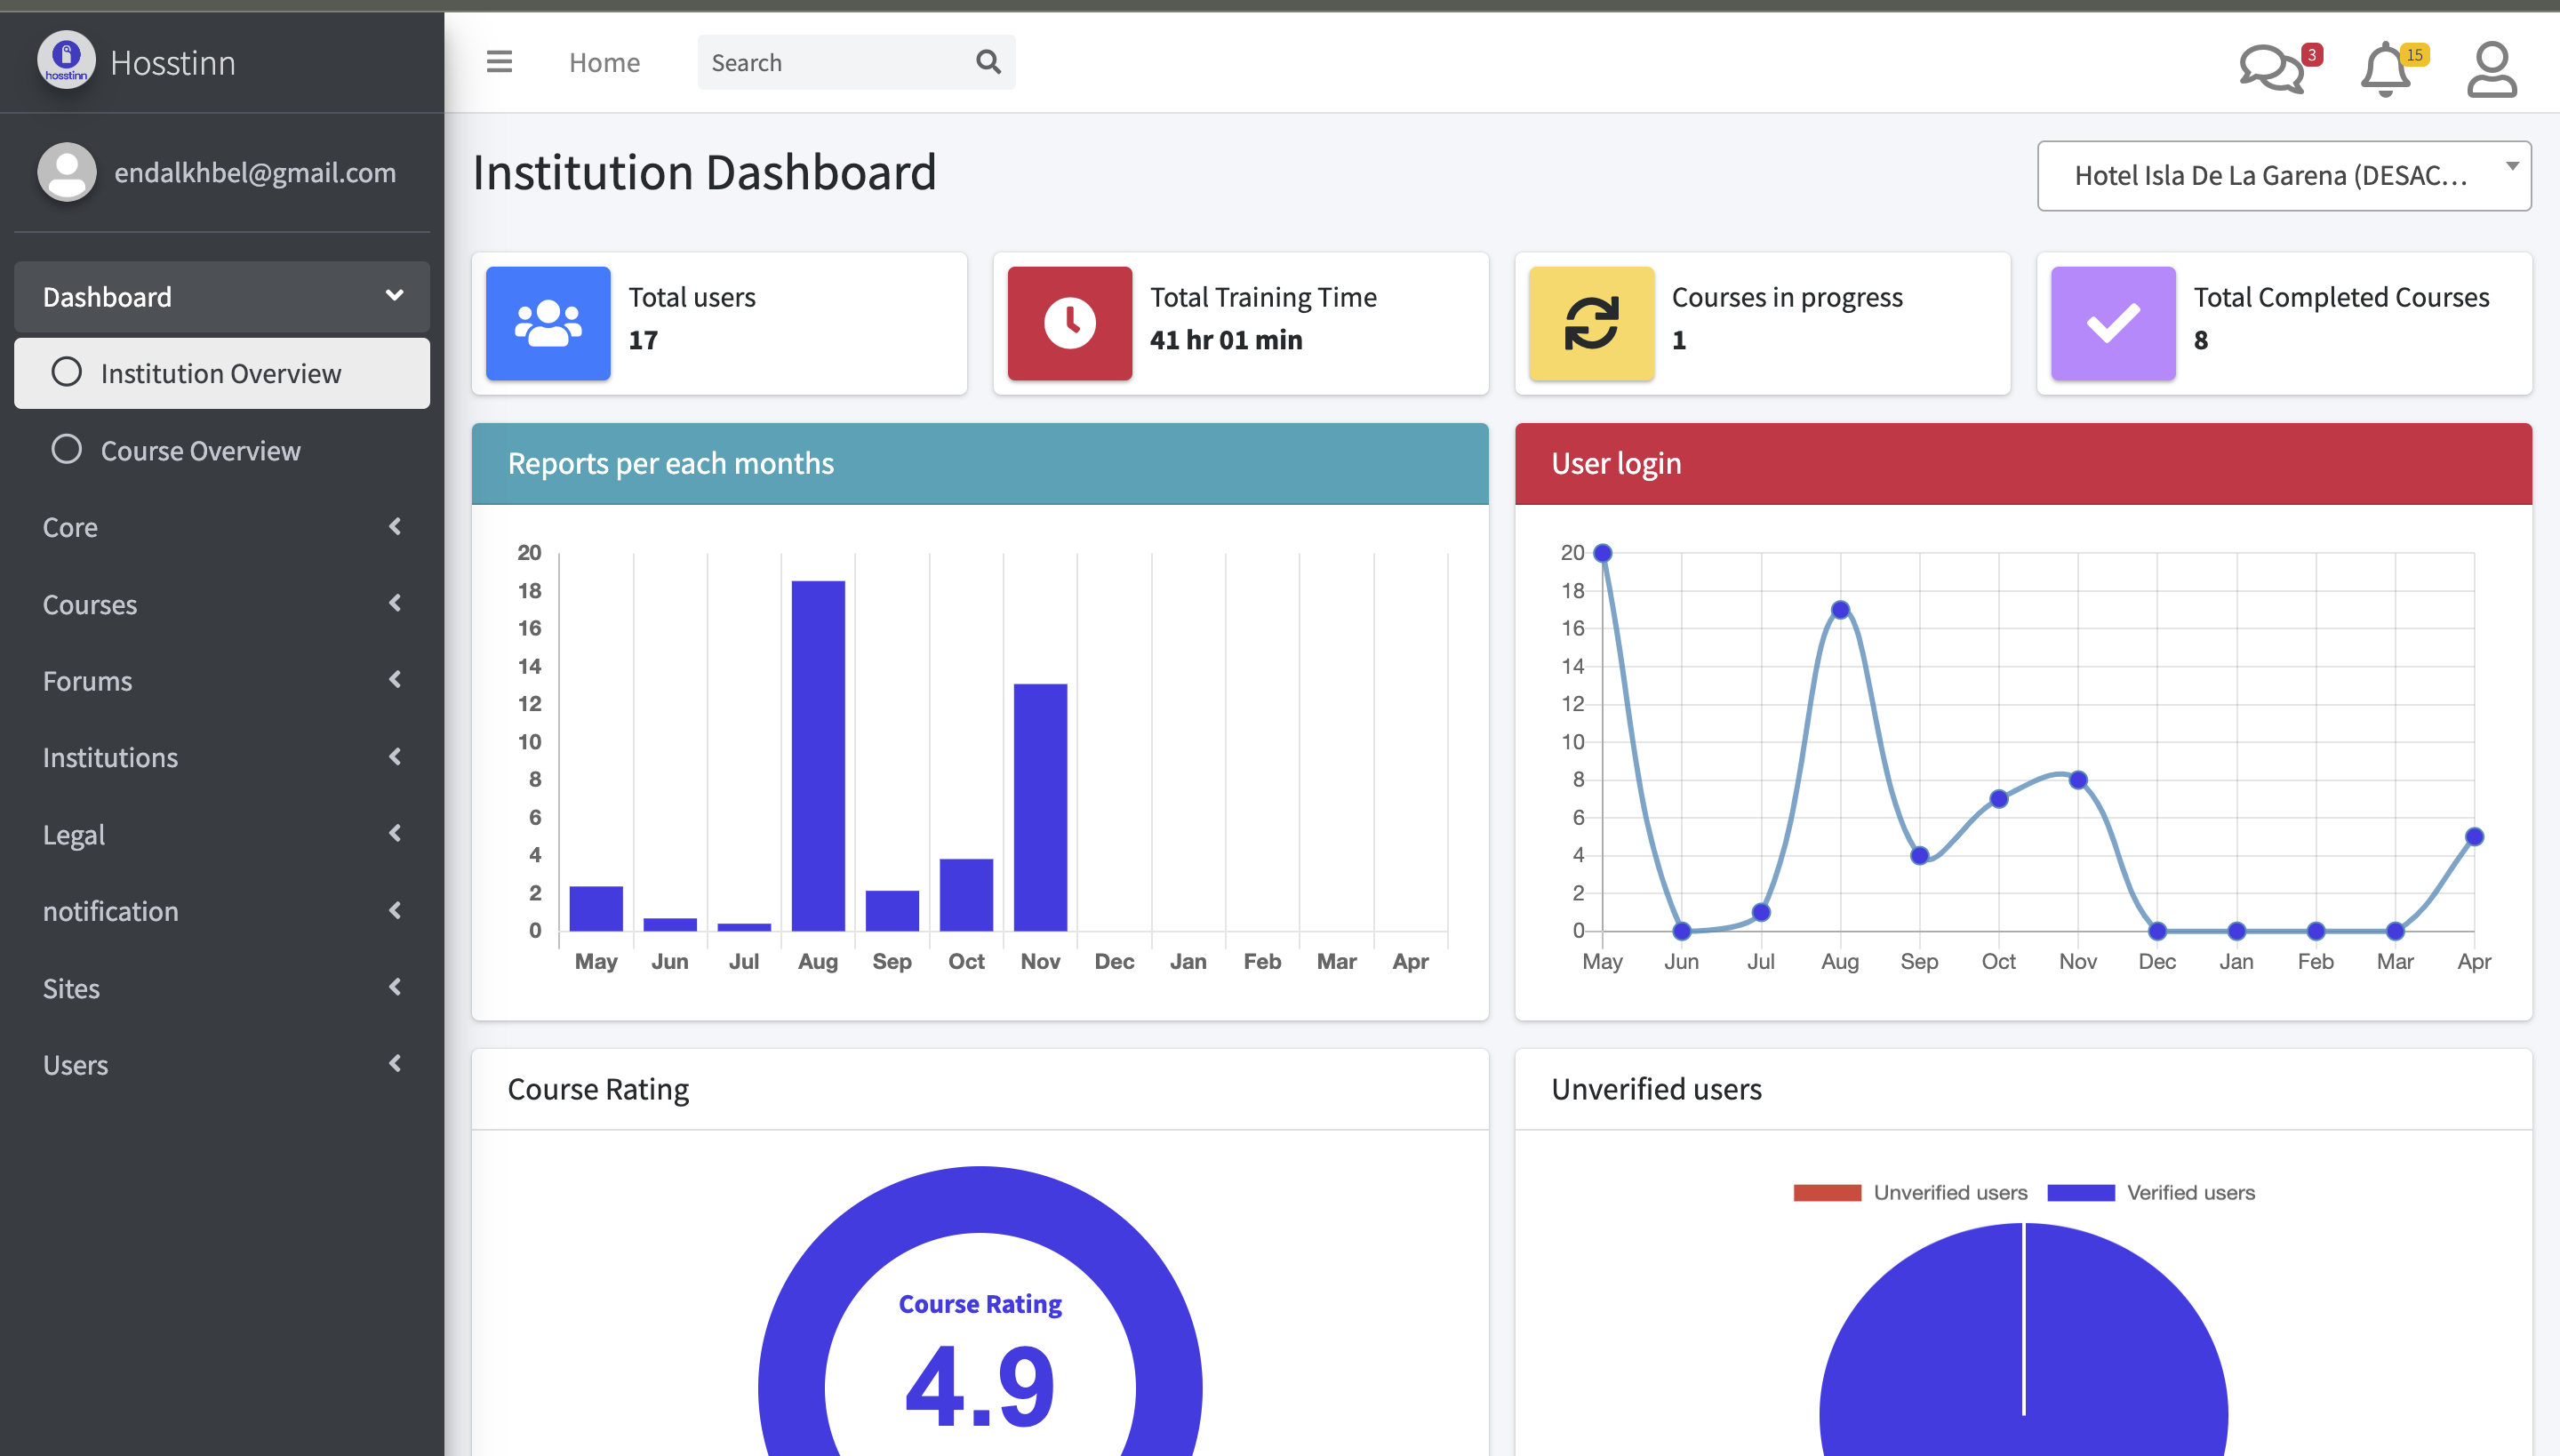 hosstinn
Hosstinn
Home
Search
3
15
endalkhbel@gmail.com
Institution Dashboard
Hotel Isla De La Garena (DESAC...
Dashboard
Institution Overview
Course Overview
Core
Courses
Forums
Institutions
Legal
notification
Sites
Users
Total users
17
Total Training Time
41 hr 01 min
Courses in progress
1
Total Completed Courses
8
Reports per each months
20
18
16
14
12
10
8
6
4
2
0
May Jun Jul Aug Sep Oct Nov Dec Jan Feb Mar Apr
User login
20
18
16
14
12
10
8
6
4
2
0
May Jun Jul Aug Sep Oct Nov Dec Jan Feb Mar Apr
Course Rating
Course Rating
4.9
Unverified users
Unverified users Verified users